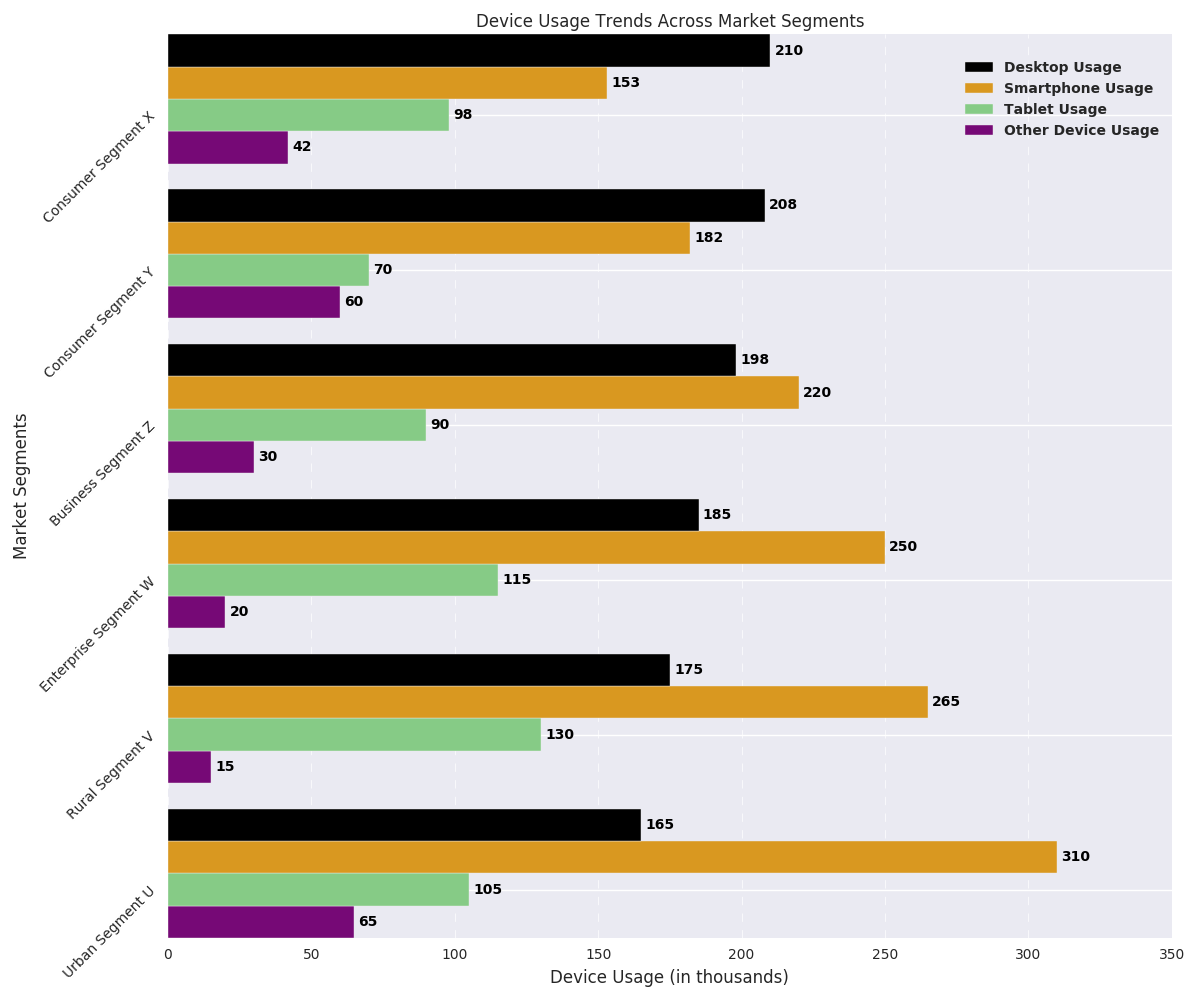 Device Usage Trends Across Market Segments
Desktop Usage
Smartphone Usage
Tablet Usage
Other Device Usage
Market Segments
Consumer Segment X
210
153
98
42
Consumer Segment Y
208
182
70
60
Business Segment Z
198
220
90
30
Enterprise Segment W
185
250
115
20
Rural Segment V
175
265
130
15
Urban Segment U
165
310
105
65
0 50 100 150 200 250 300 350
Device Usage (in thousands)